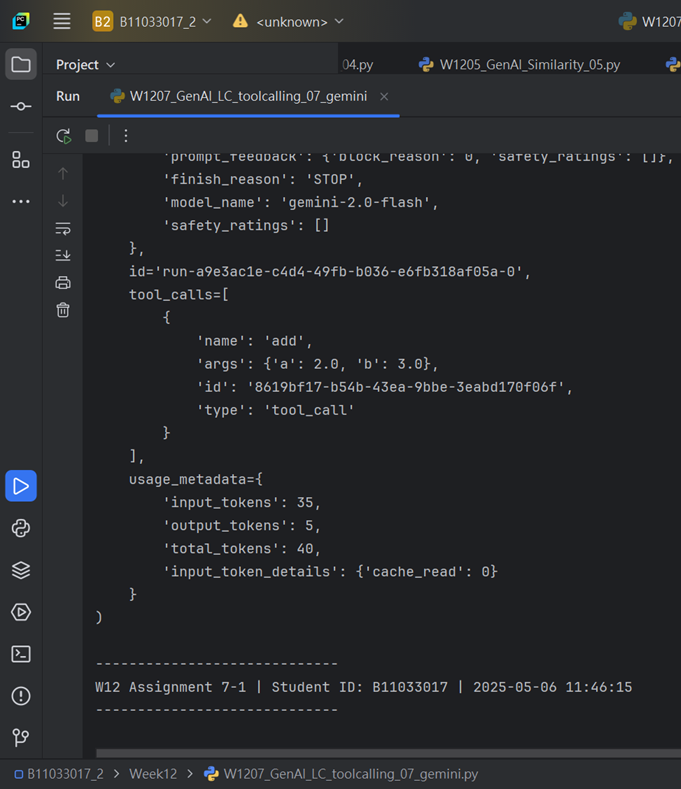 PC
B2 B11033017_2 <unknown> W1207
Project 04.py W1205_GenAI_Similarity_05.py
Run W1207_GenAI_LC_toolcalling_07_gemini
'prompt_feedback': {'block_reason': 0, 'safety_ratings': []},
'finish_reason': 'STOP',
'model_name': 'gemini-2.0-flash',
'safety_ratings': []
},
id='run-a9e3ac1e-c4d4-49fb-b036-e6fb318af05a-0',
tool_calls=[
{
'name': 'add',
'args': {'a': 2.0, 'b': 3.0},
'id': '8619bf17-b54b-43ea-9bbe-3eabd170f06f',
'type': 'tool_call'
}
],
usage_metadata={
'input_tokens': 35,
'output_tokens': 5,
'total_tokens': 40,
'input_token_details': {'cache_read': 0}
}
)
-----------------------------
W12 Assignment 7-1 | Student ID: B11033017 | 2025-05-06 11:46:15
-----------------------------
B11033017_2 > Week12 > W1207_GenAI_LC_toolcalling_07_gemini.py